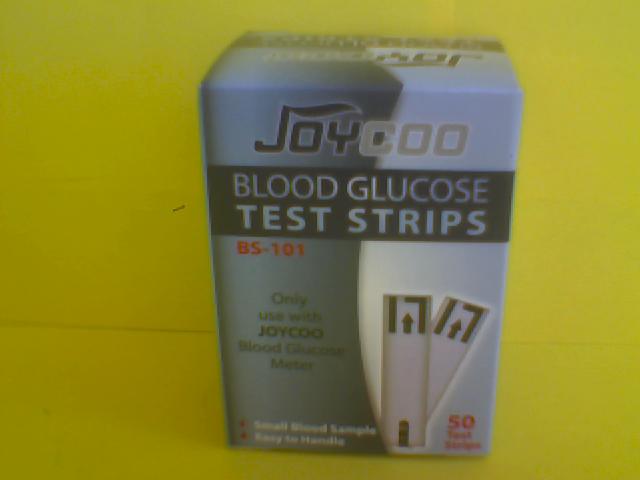 JOYCOO
JOYCOO
BLOOD GLUCOSE
TEST STRIPS
BS-101
Only
use with
JOYCOO
Blood Glucose
Meter
Small Blood Sample
Easy to Handle
50
Test
Strips